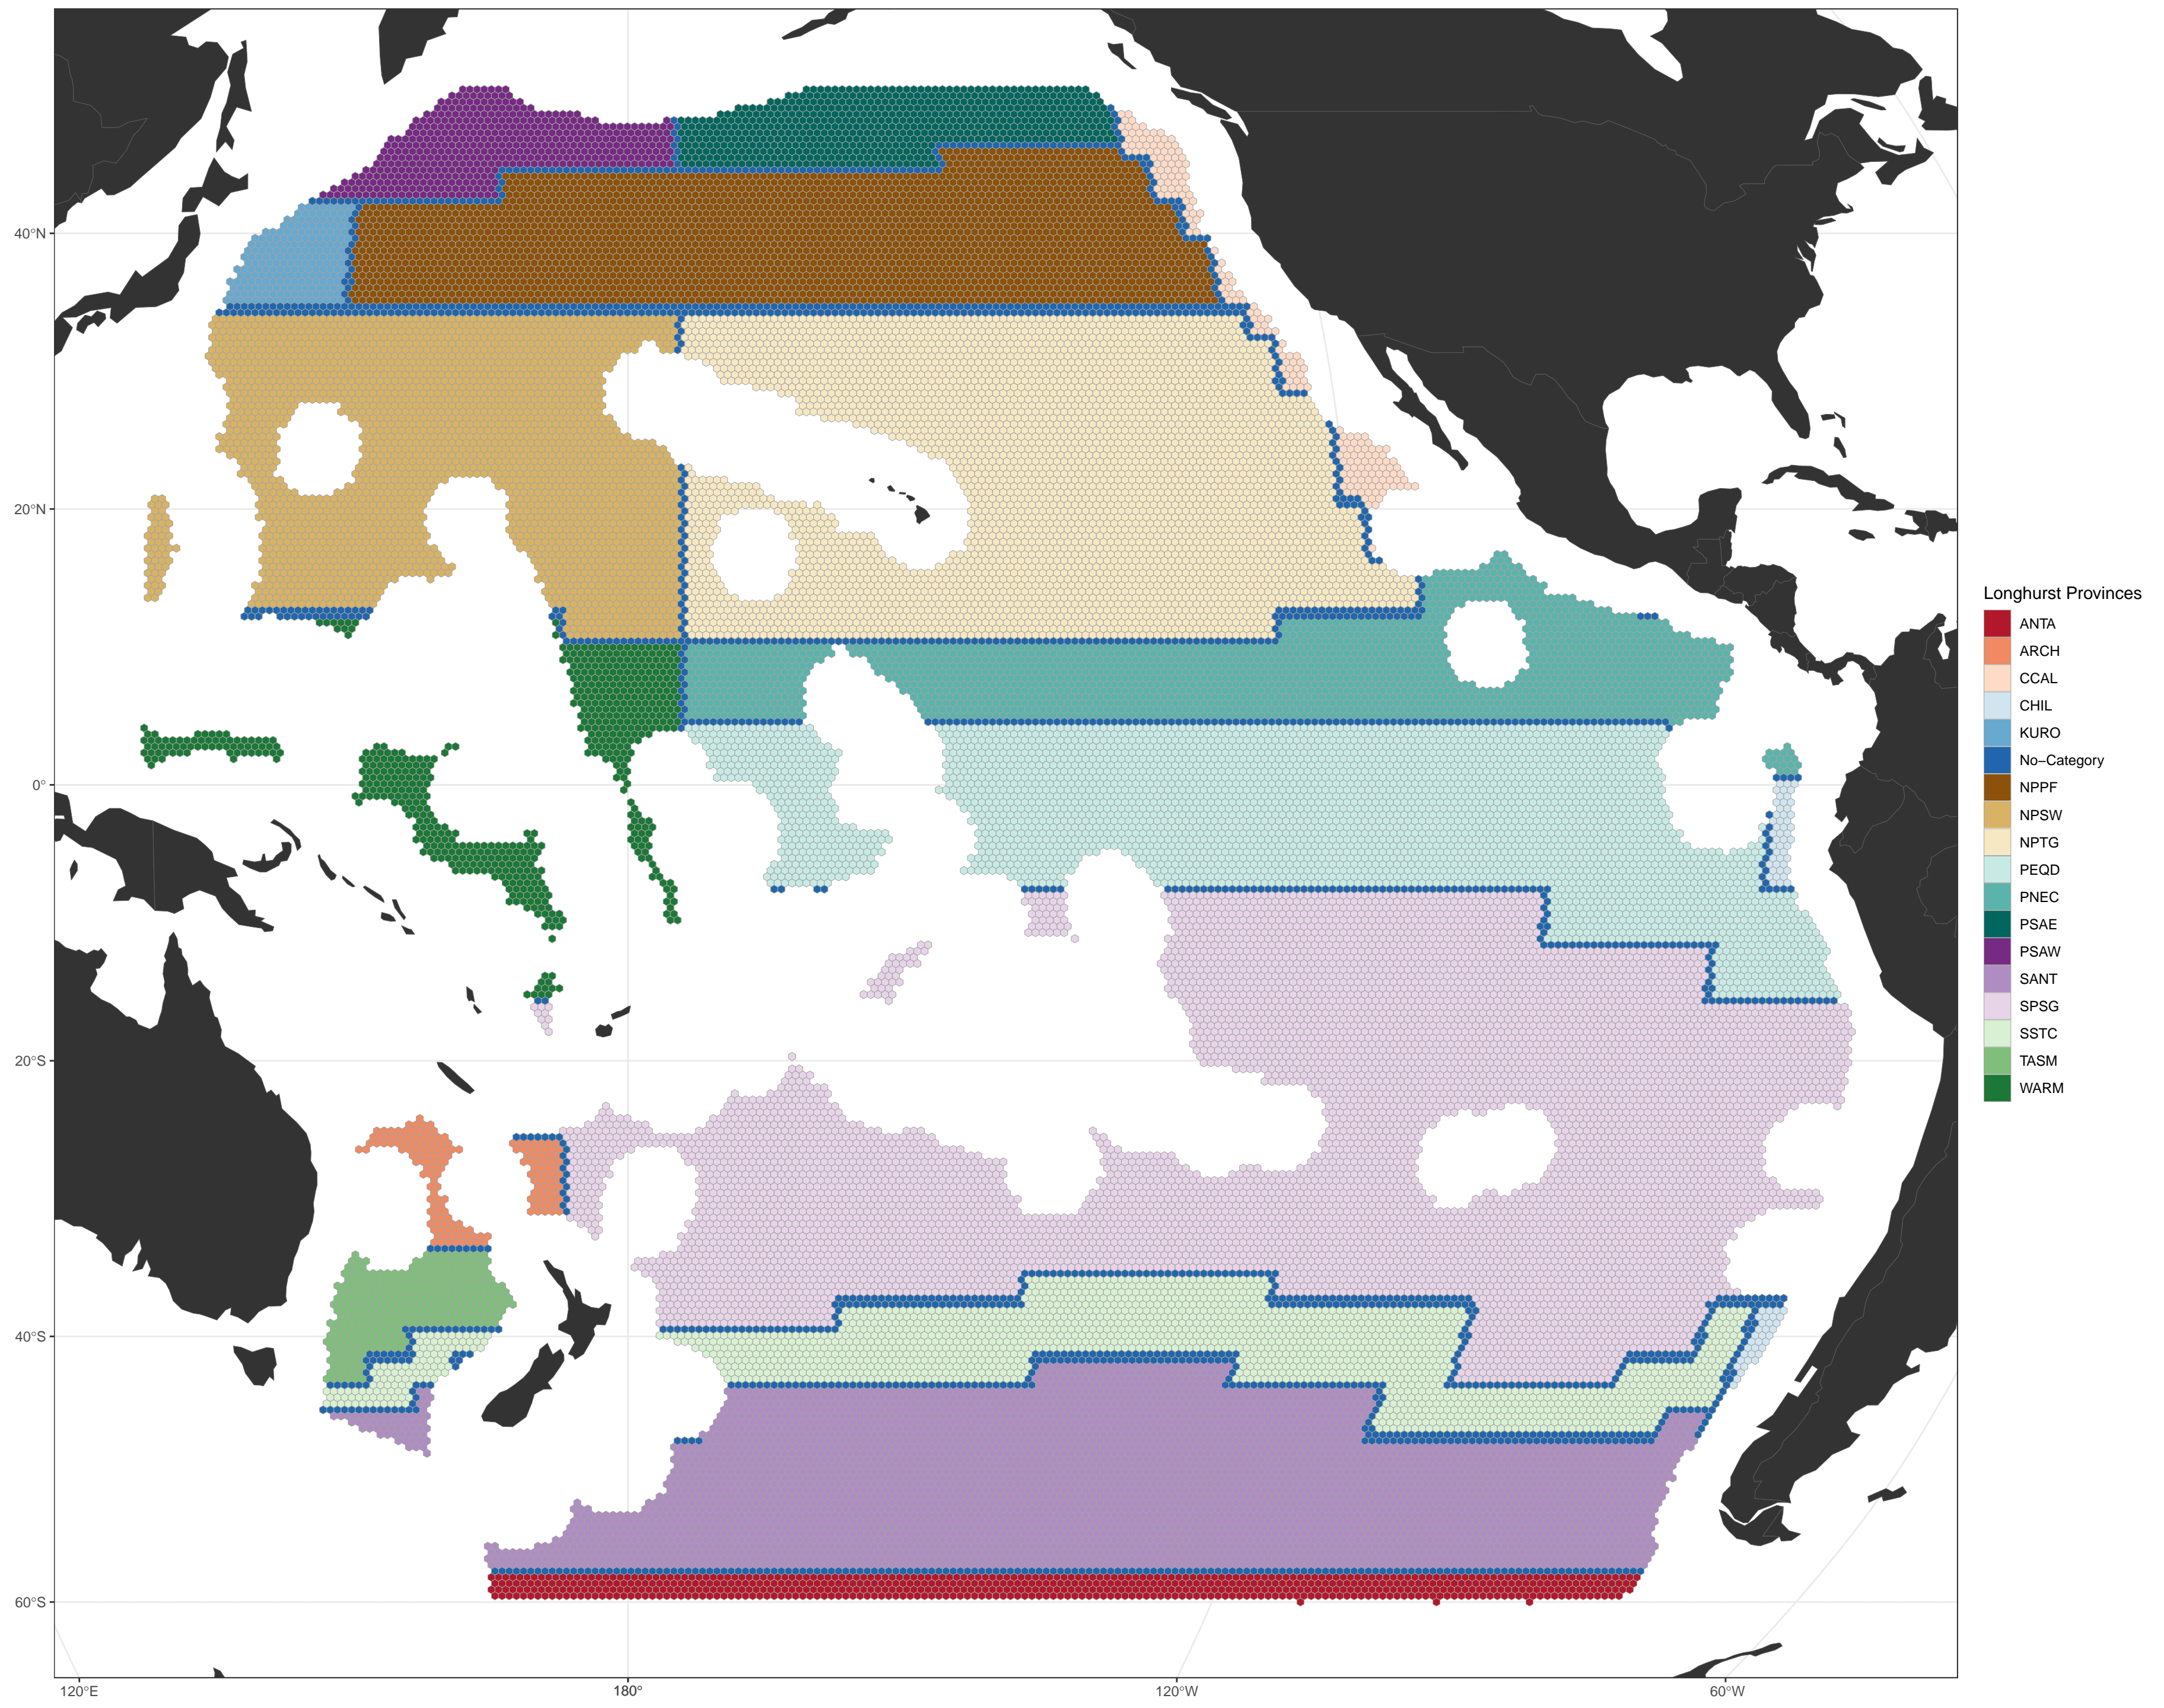 40°N
20°N
0°
20°S
40°S
60°S
120°E
180°
120°W
60°W
Longhurst Provinces
ANTA
ARCH
CCAL
CHIL
KURO
No−Category
NPPF
NPSW
NPTG
PEQD
PNEC
PSAE
PSAW
SANT
SPSG
SSTC
TASM
WARM